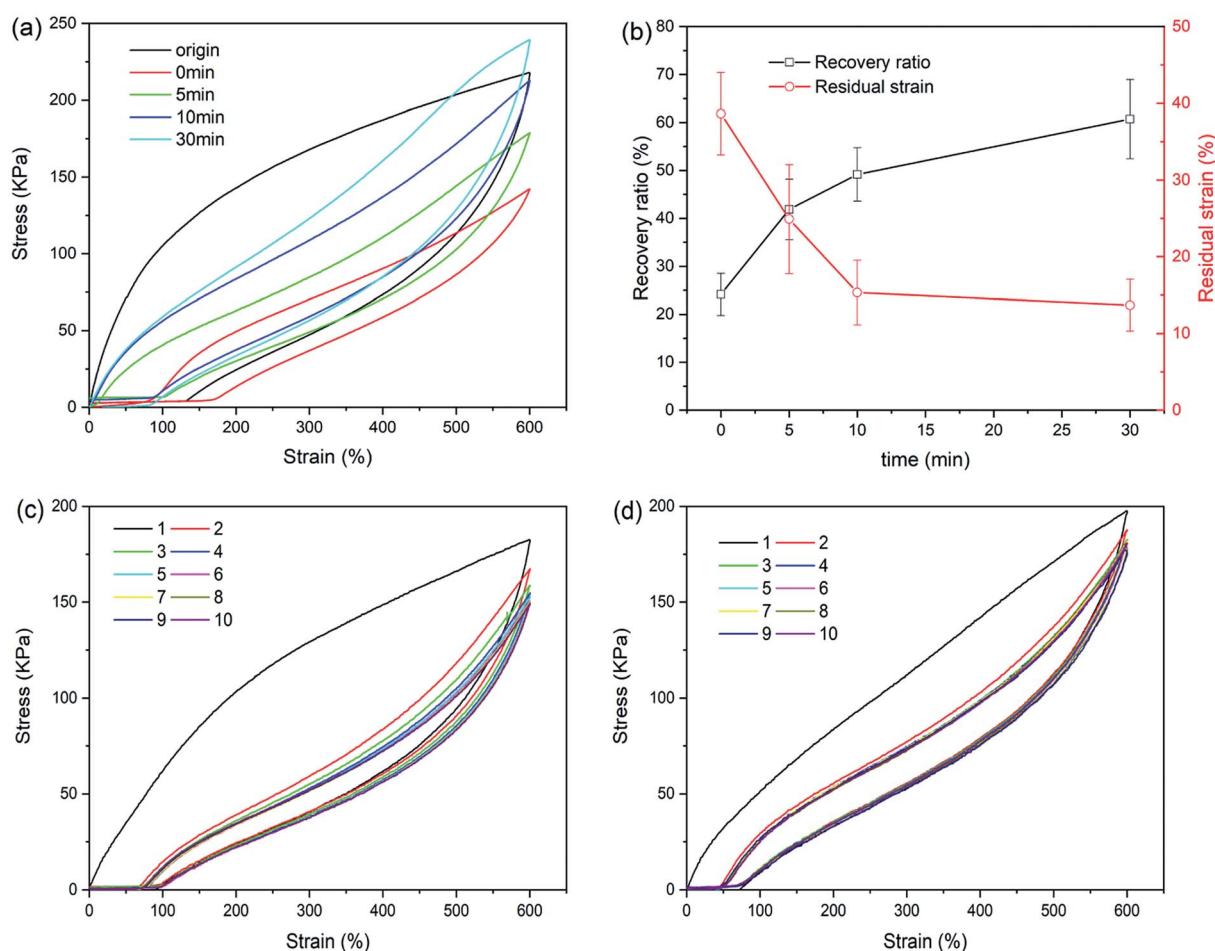 (a)
250
200
150
100
50
0
Stress (KPa)
origin
0min
5min
10min
30min
0 100 200 300 400 500 600
Strain (%)
(b)
80
70
60
50
40
30
20
10
0
Recovery ratio (%)
Recovery ratio
Residual strain
50
40
30
20
10
0
Residual strain (%)
0 5 10 15 20 25 30
time (min)
(c)
200
150
100
50
0
Stress (KPa)
1 2
3 4
5 6
7 8
9 10
0 100 200 300 400 500 600
Strain (%)
(d)
200
150
100
50
0
Stress (KPa)
1 2
3 4
5 6
7 8
9 10
0 100 200 300 400 500 600
Strain (%)